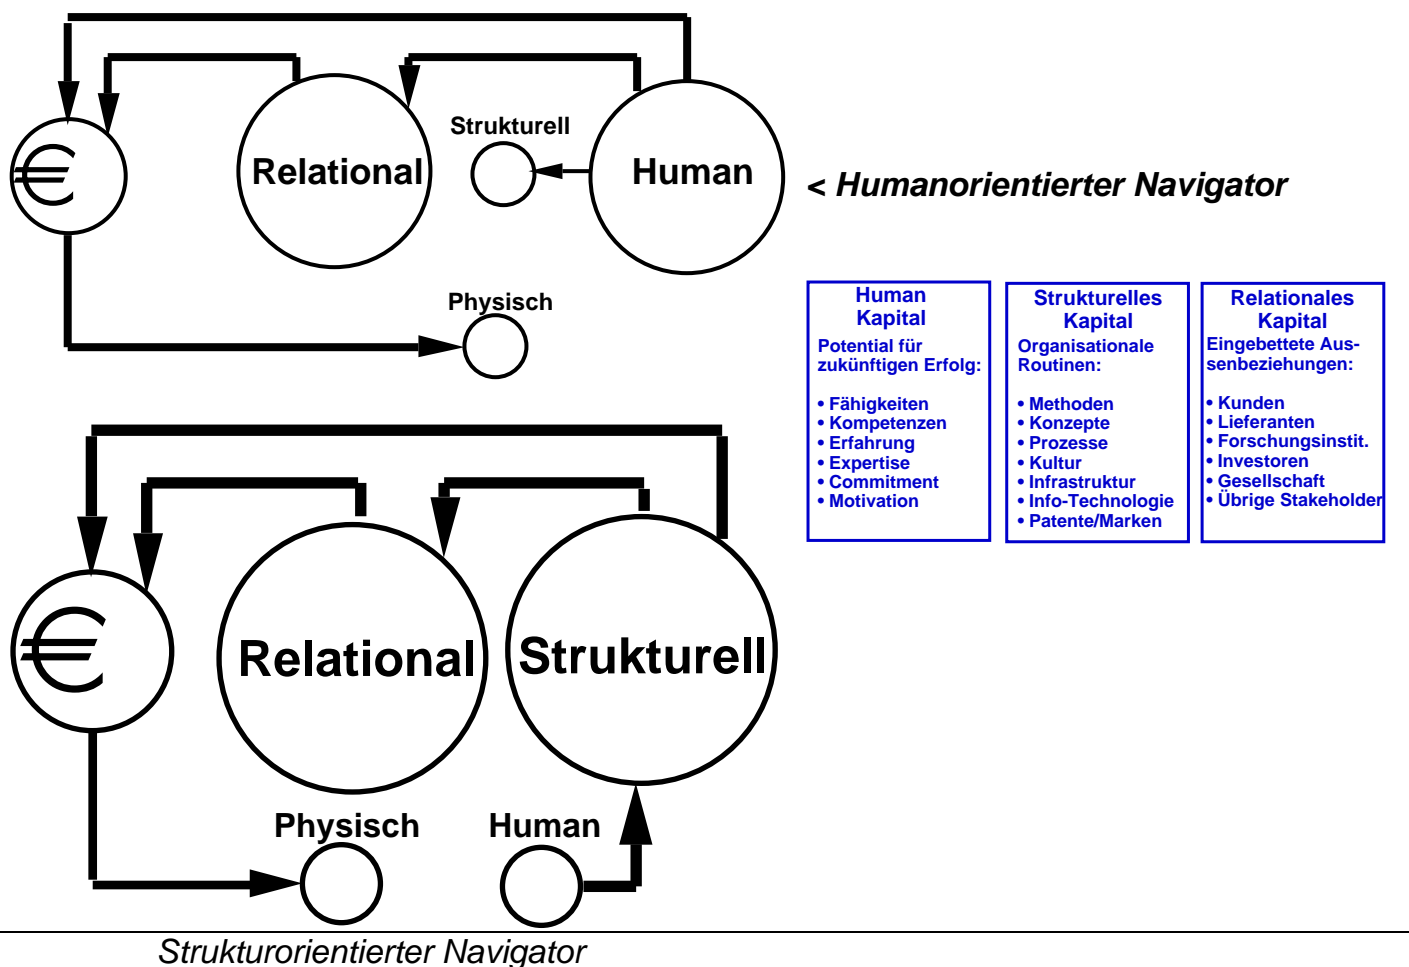 Strukturell
Relational
Human
€
< Humanorientierter Navigator
Physisch
Human
Kapital
Potential für
zukünftigen Erfolg:
• Fähigkeiten
• Kompetenzen
• Erfahrung
• Expertise
• Commitment
• Motivation
Strukturelles
Kapital
Organisationale
Routinen:
• Methoden
• Konzepte
• Prozesse
• Kultur
• Infrastruktur
• Info-Technologie
• Patente/Marken
Relationales
Kapital
Eingebettete Aus-
senbeziehungen:
• Kunden
• Lieferanten
• Forschungsinstit.
• Investoren
• Gesellschaft
• Übrige Stakeholder
€
Relational
Strukturell
Physisch
Human
Strukturorientierter Navigator